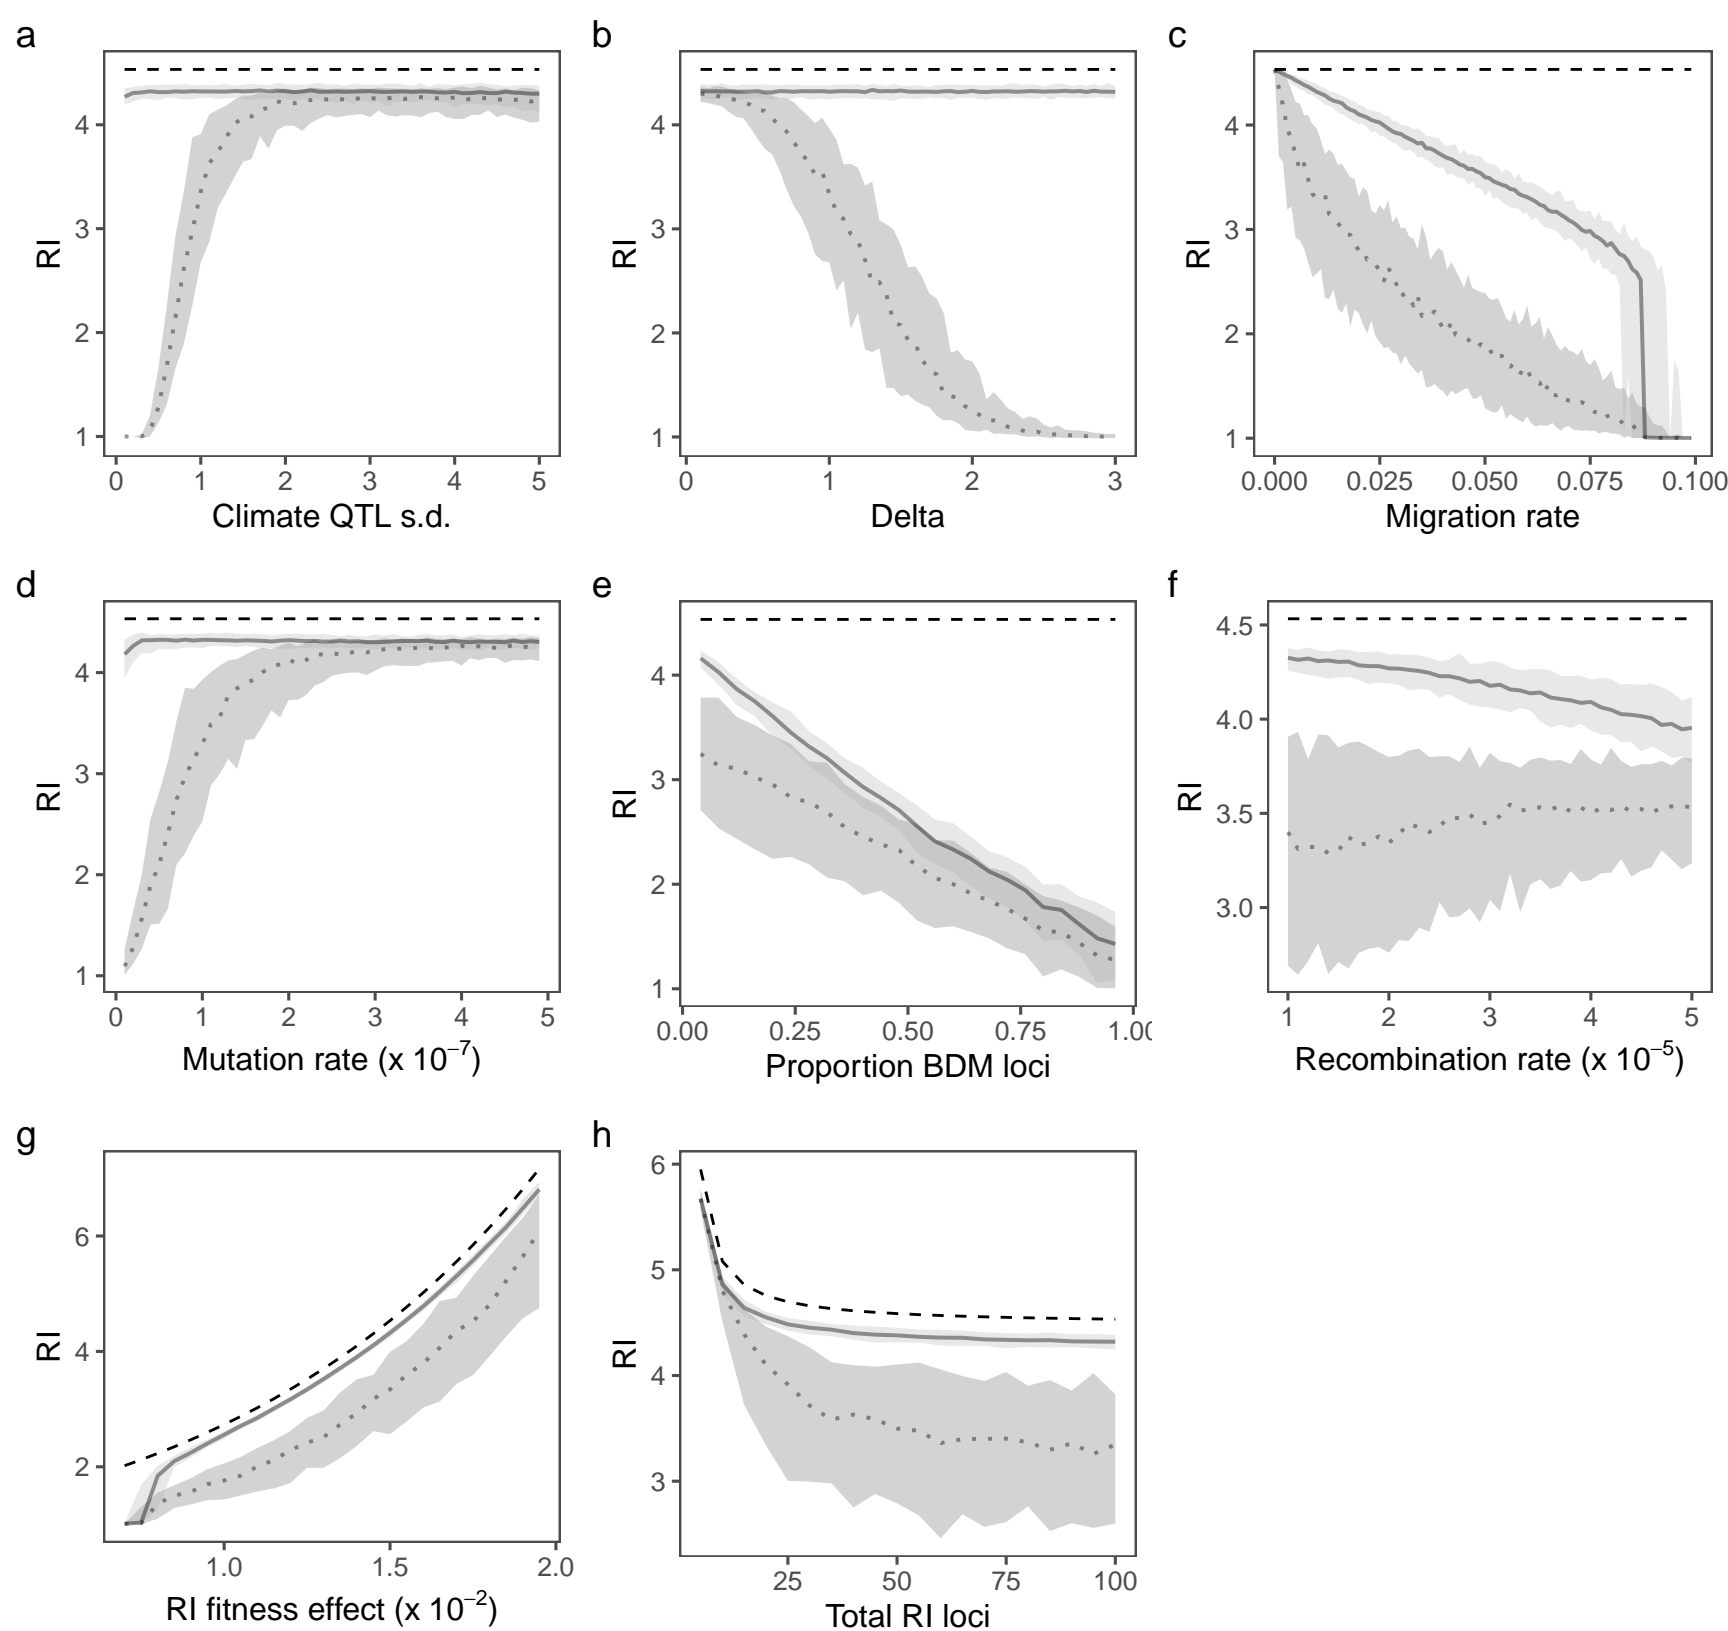 a
b
c
RI
4
3
2
1
0 1 2 3 4 5
Climate QTL s.d.
RI
4
3
2
1
0 1 2 3
Delta
RI
4
3
2
1
0.000 0.025 0.050 0.075 0.100
Migration rate
d
e
f
RI
4
3
2
1
0 1 2 3 4 5
Mutation rate (x 10⁻⁷)
RI
4
3
2
1
0.00 0.25 0.50 0.75 1.0
Proportion BDM loci
RI
4.5
4.0
3.5
3.0
1 2 3 4 5
Recombination rate (x 10⁻⁵)
g
h
RI
6
4
2
1.0 1.5 2.0
RI fitness effect (x 10⁻²)
RI
6
5
4
3
25 50 75 100
Total RI loci